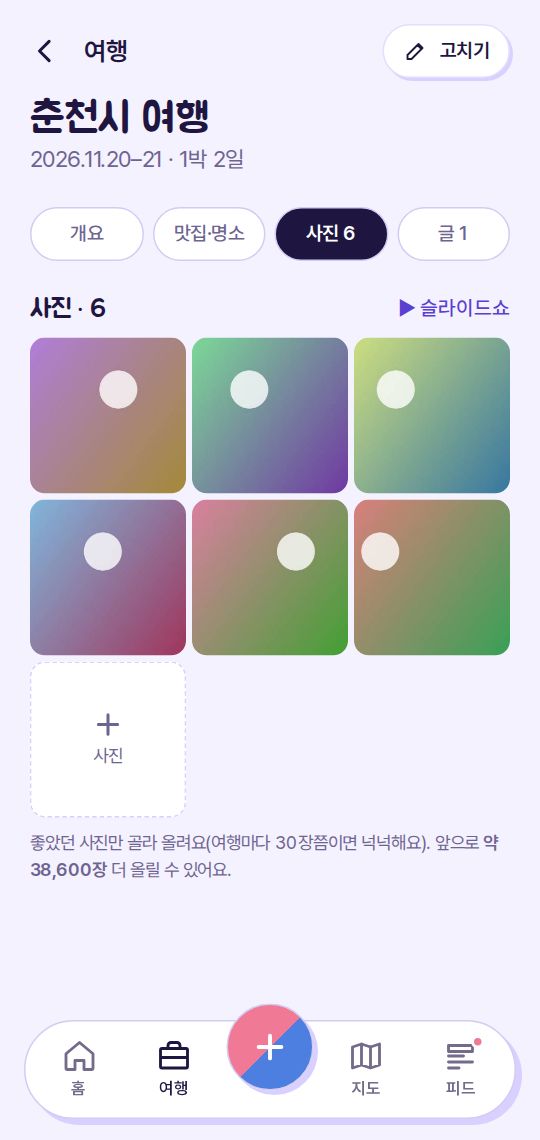 여행
고치기
춘천시 여행
2026.11.20–21 · 1박 2일
개요
맛집·명소
사진 6
글 1
사진 · 6
▶ 슬라이드쇼
사진
좋았던 사진만 골라 올려요(여행마다 30장쯤이면 넉넉해요). 앞으로 약
38,600장 더 올릴 수 있어요.
홈
여행
지도
피드